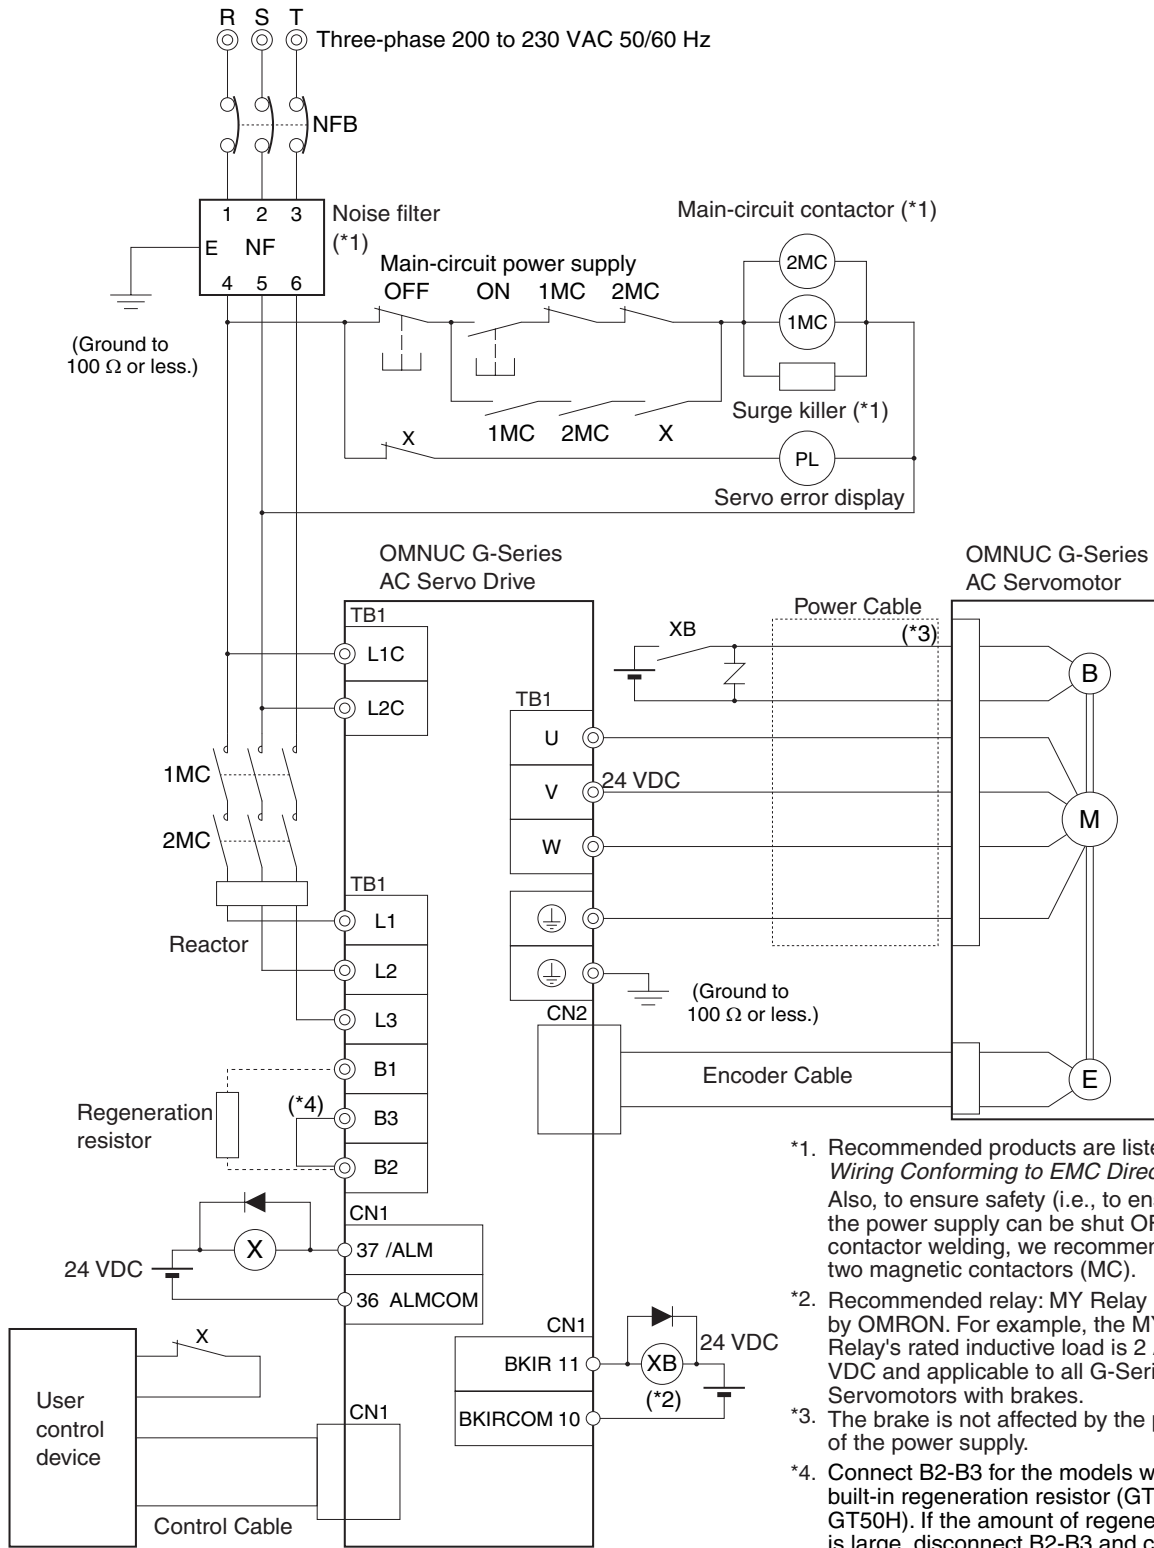 R S T
Three-phase 200 to 230 VAC 50/60 Hz
NFB
1 2 3
Noise filter
(*1)
E NF
4 5 6
(Ground to
100 Ω or less.)
Main-circuit contactor (*1)
Main-circuit power supply
OFF ON 1MC 2MC
2MC
1MC
Surge killer (*1)
1MC 2MC X
X
PL
Servo error display
OMNUC G-Series
AC Servo Drive
OMNUC G-Series
AC Servomotor
TB1
L1C
L2C
XB
Power Cable
(*3)
B
TB1
U
V
24 VDC
W
M
1MC
2MC
Reactor
TB1
L1
L2
L3
B1
B3
B2
(Ground to
100 Ω or less.)
CN2
Encoder Cable
E
Regeneration
resistor
(*4)
CN1
37 /ALM
36 ALMCOM
X
24 VDC
CN1
BKIR 11
BKIRCOM 10
XB
(*2)
24 VDC
User
control
device
X
CN1
Control Cable
*1. Recommended products are liste
Wiring Conforming to EMC Direc
Also, to ensure safety (i.e., to ena
the power supply can be shut OF
contactor welding, we recommen
two magnetic contactors (MC).
*2. Recommended relay: MY Relay
by OMRON. For example, the MY
Relay's rated inductive load is 2
VDC and applicable to all G-Seri
Servomotors with brakes.
*3. The brake is not affected by the p
of the power supply.
*4. Connect B2-B3 for the models w
built-in regeneration resistor (GT
GT50H). If the amount of regene
is large, disconnect B2-B3 and c